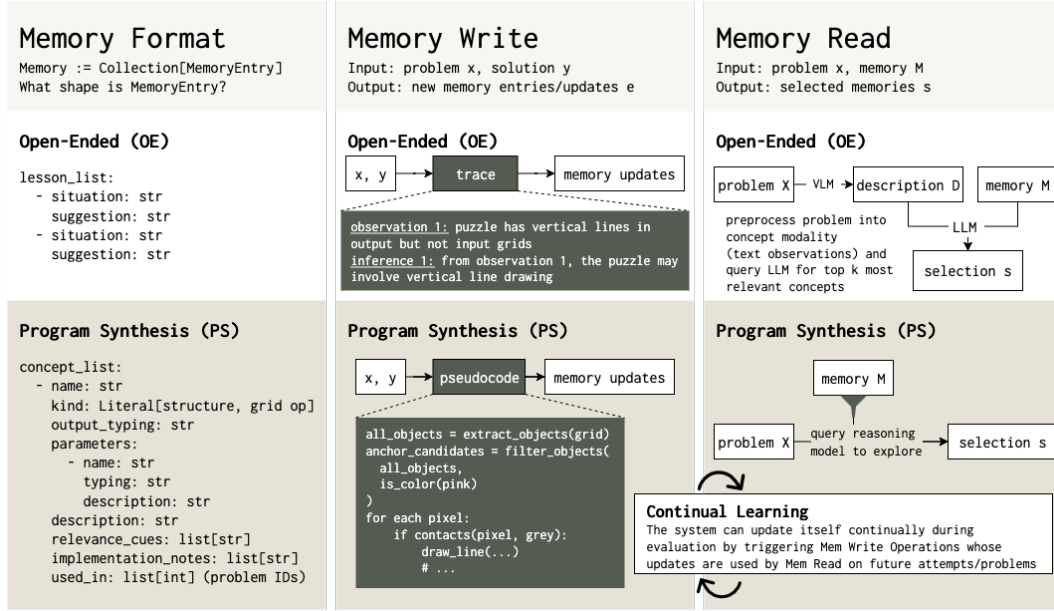 Memory Format
Memory := Collection[MemoryEntry]
What shape is MemoryEntry?
Open-Ended (OE)
lesson_list:
- situation: str
suggestion: str
- situation: str
suggestion: str
Program Synthesis (PS)
concept_list:
- name: str
kind: Literal[structure, grid op]
output_typing: str
parameters:
- name: str
typing: str
description: str
description: str
relevance_cues: list[str]
implementation_notes: list[str]
used_in: list[int] (problem IDs)
Memory Write
Input: problem x, solution y
Output: new memory entries/updates e
Open-Ended (OE)
x, y
trace
memory updates
observation 1: puzzle has vertical lines in
output but not input grids
inference 1: from observation 1, the puzzle may
involve vertical line drawing
Program Synthesis (PS)
x, y
pseudocode
memory updates
all_objects = extract_objects(grid)
anchor_candidates = filter_objects(
all_objects,
is_color(pink)
)
for each pixel:
if contacts(pixel, grey):
draw_line(...)
# ...
Memory Read
Input: problem x, memory M
Output: selected memories s
Open-Ended (OE)
problem X
VLM
description D
memory M
LLM
preprocess problem into
concept modality
(text observations) and
query LLM for top k most
relevant concepts
selection s
Program Synthesis (PS)
memory M
problem X
query reasoning
model to explore
selection s
Continual Learning
The system can update itself continually during
evaluation by triggering Mem Write Operations whose
updates are used by Mem Read on future attempts/problems